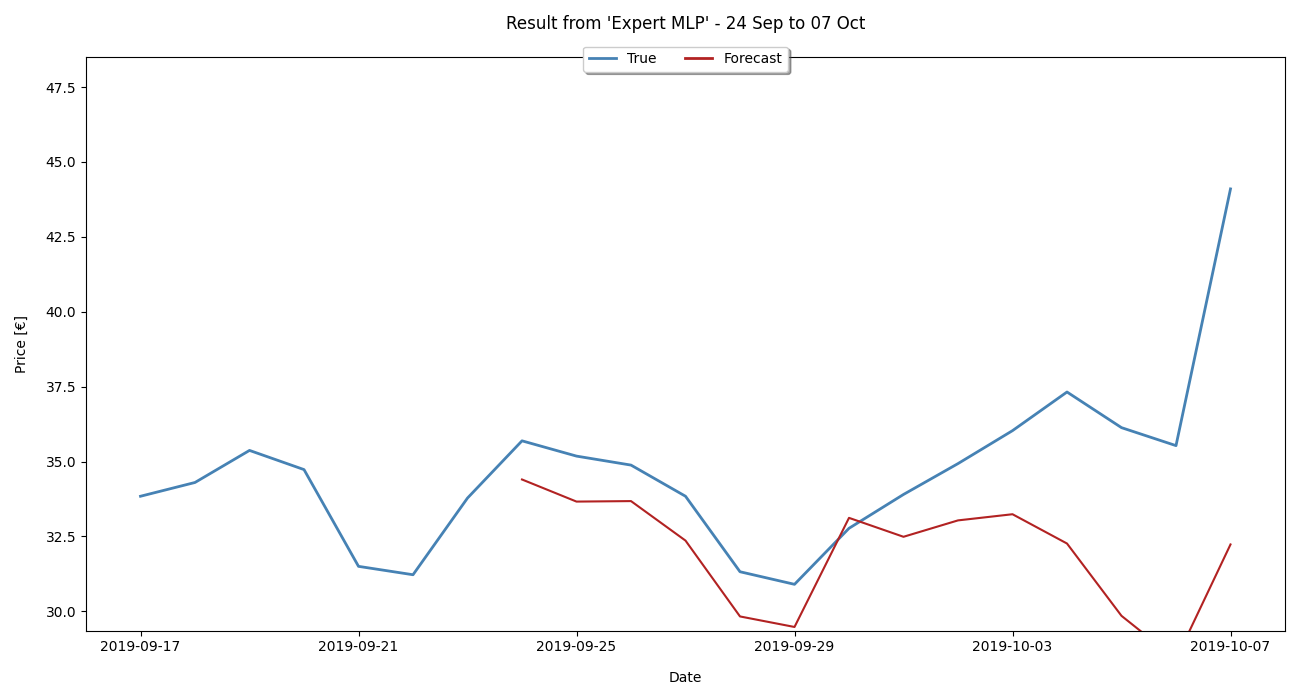 Result from 'Expert MLP' - 24 Sep to 07 Oct
True Forecast
47.5
45.0
42.5
40.0
37.5
35.0
32.5
30.0
Price [€]
2019-09-17 2019-09-21 2019-09-25 2019-09-29 2019-10-03 2019-10-07
Date